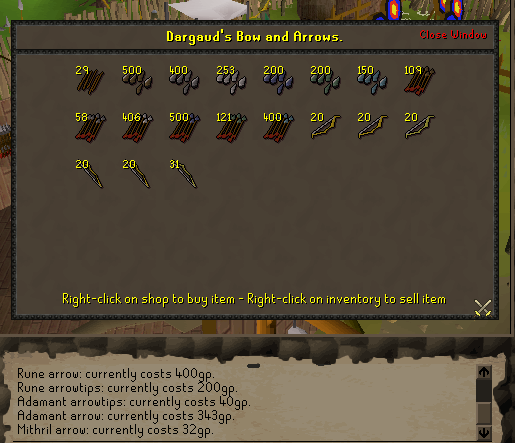 Dargaud's Bow and Arrows.
Close Window
29 500 400 253 200 200 150 109
58 406 500 121 400 20 20 20
20 20 31
Right-click on shop to buy item - Right-click on inventory to sell item
Rune arrow: currently costs 400gp.
Rune arrowtips: currently costs 200gp.
Adamant arrowtips: currently costs 40gp.
Adamant arrow: currently costs 343gp.
Mithril arrow: currently costs 32gp.